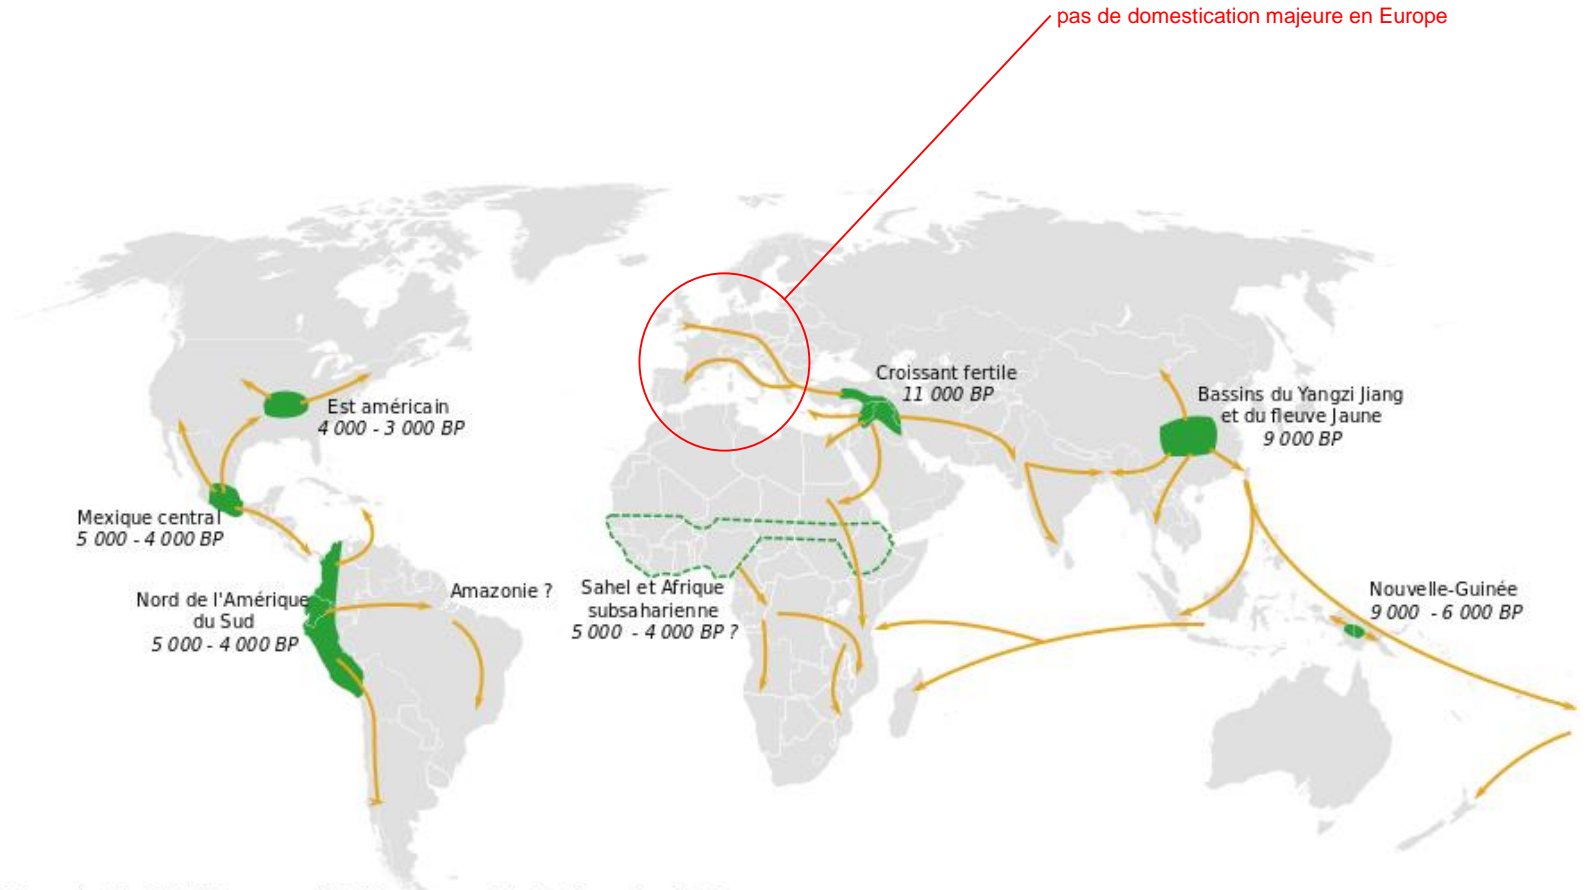 pas de domestication majeure en Europe
Croissant fertile
11 000 BP
Bassins du Yangzi Jiang
et du fleuve Jaune
9 000 BP
Est américain
4 000 - 3 000 BP
Mexique central
5 000 - 4 000 BP
Nord de l'Amérique
du Sud
5 000 - 4 000 BP
Amazonie ?
Sahel et Afrique
subsaharienne
5 000 - 4 000 BP ?
Nouvelle-Guinée
9 000 - 6 000 BP